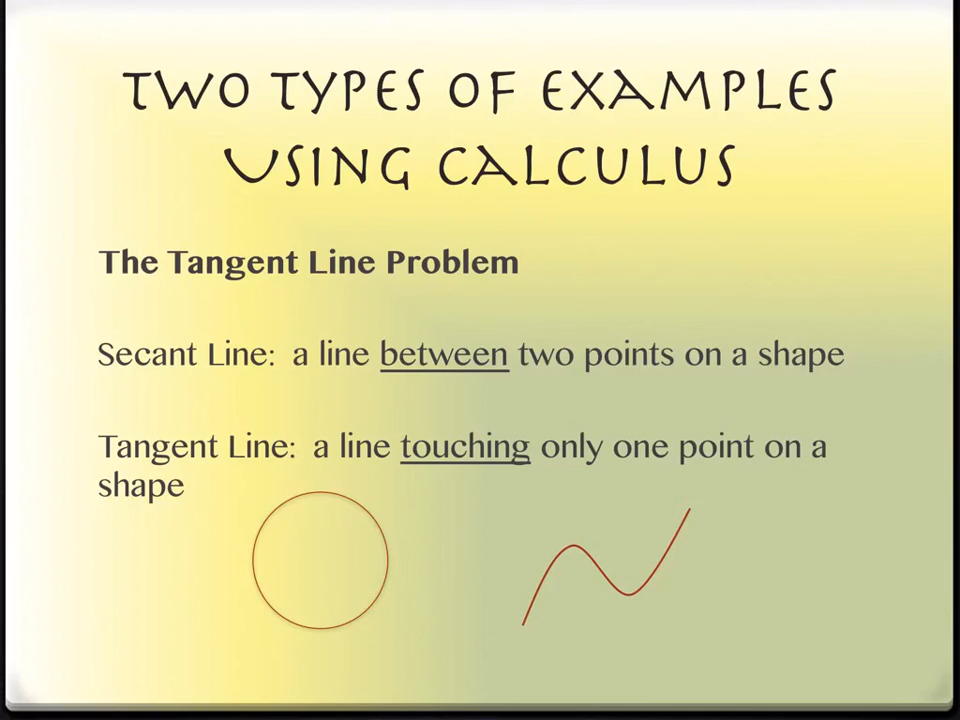 Two Types of Examples
Using Calculus
The Tangent Line Problem
Secant Line: a line between two points on a shape
Tangent Line: a line touching only one point on a
shape